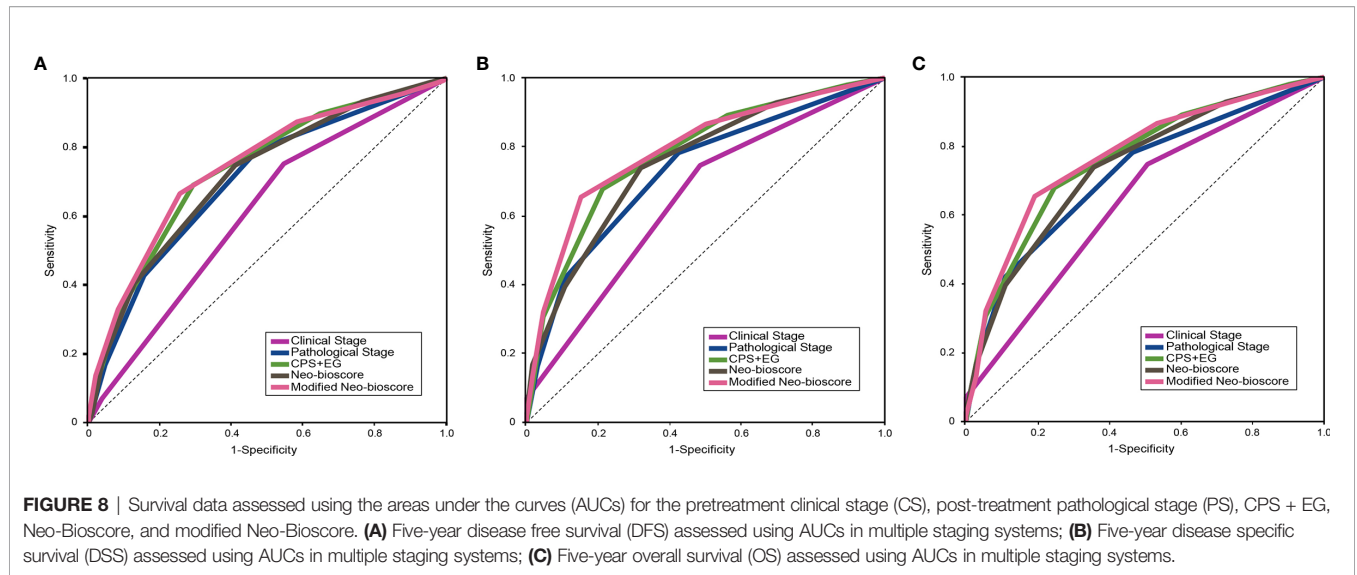 A
B
C
1.0
0.8
0.6
0.4
0.2
0
Sensitivity
0
0.2
0.4
0.6
0.8
1.0
1-Specificity
Clinical Stage
Pathological Stage
CPS+EG
Neo-bioscore
Modified Neo-bioscore
1.0
0.8
0.6
0.4
0.2
0
Sensitivity
0
0.2
0.4
0.6
0.8
1.0
1-Specificity
Clinical Stage
Pathological Stage
CPS+EG
Neo-bioscore
Modified Neo-bioscore
1.0
0.8
0.6
0.4
0.2
0
Sensitivity
0
0.2
0.4
0.6
0.8
1.0
1-Specificity
Clinical Stage
Pathological Stage
CPS+EG
Neo-bioscore
Modified Neo-bioscore
FIGURE 8 | Survival data assessed using the areas under the curves (AUCs) for the pretreatment clinical stage (CS), post-treatment pathological stage (PS), CPS + EG,
Neo-Bioscore, and modified Neo-Bioscore. (A) Five-year disease free survival (DFS) assessed using AUCs in multiple staging systems; (B) Five-year disease specific
survival (DSS) assessed using AUCs in multiple staging systems; (C) Five-year overall survival (OS) assessed using AUCs in multiple staging systems.